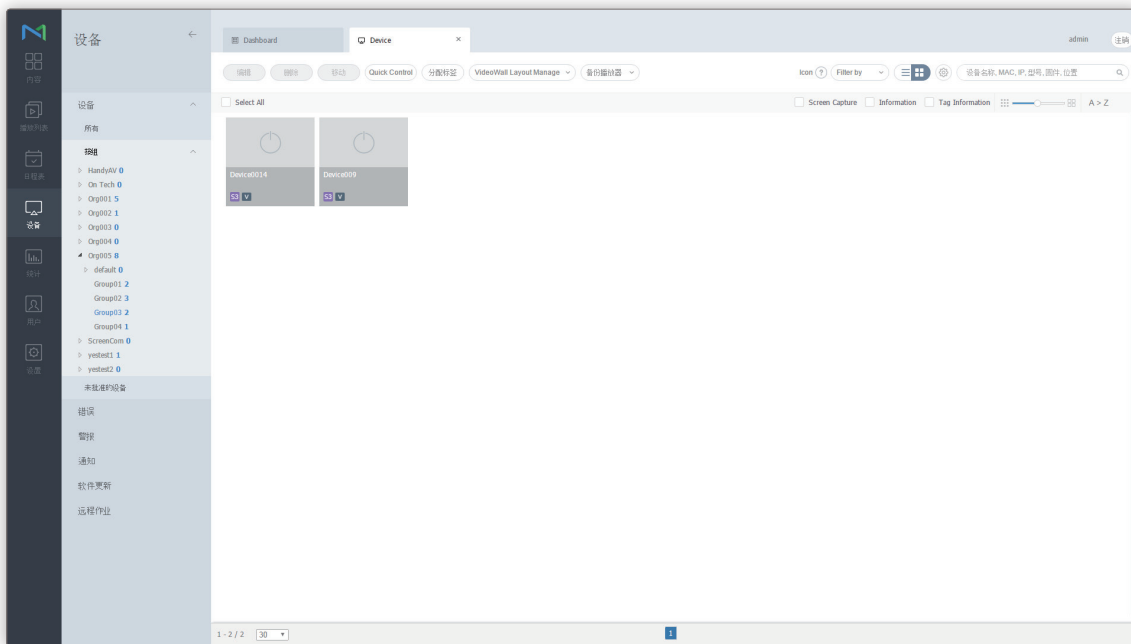 设备
Dashboard
Device
×
admin
注销
内容
播放列表
日程表
设备
统计
用户
设置
编辑
删除
移动
Quick Control
分配标签
VideoWall Layout Manage
备份播放器
Icon ?
Filter by
设备名称, MAC, IP, 型号, 固件, 位置
Select All
Screen Capture
Information
Tag Information
A > Z
设备
所有
群组
HandyAV 0
On Tech 0
Org001 5
Org002 1
Org003 0
Org004 0
Org005 8
default 0
Group01 2
Group02 3
Group03 2
Group04 1
ScreenCom 0
yestest1 1
yestest2 0
未批准的设备
错误
警报
通知
软件更新
远程作业
Device0014
S3 V
Device009
S3 V
1 - 2 / 2
30
1